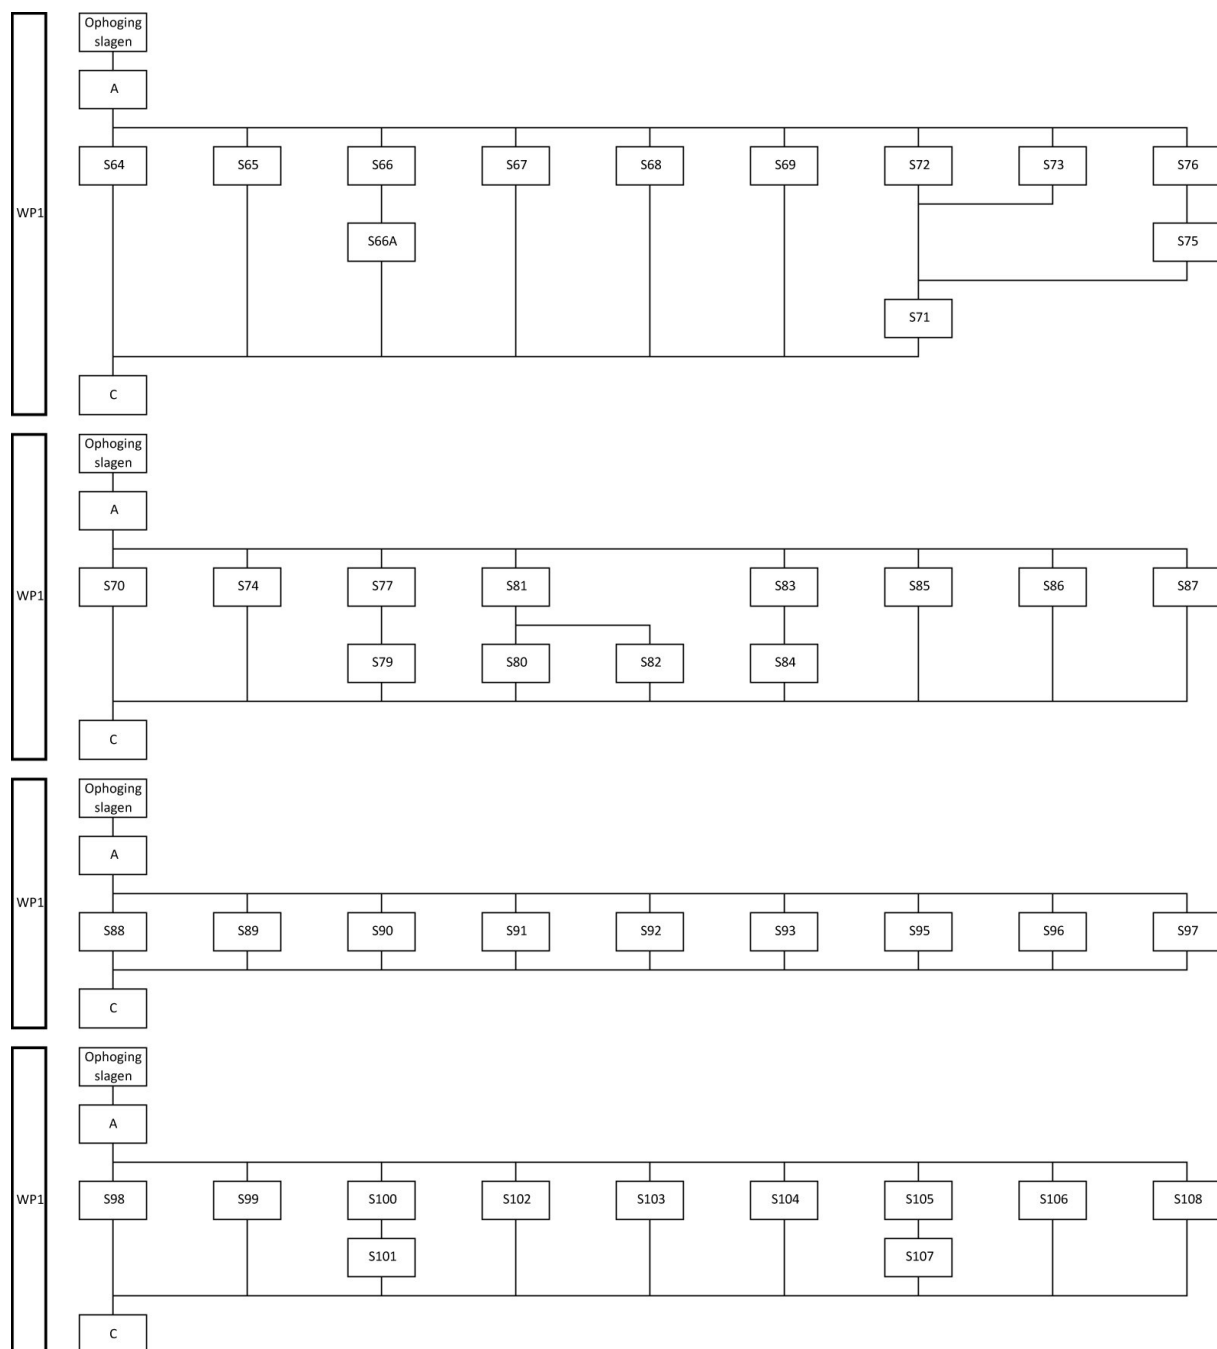 Ophoging
slagen
A
S64 S65 S66 S67 S68 S69 S72 S73 S76
WP1
S66A S75
S71
C
Ophoging
slagen
A
S70 S74 S77 S81 S83 S85 S86 S87
WP1
S79 S80 S82 S84
C
Ophoging
slagen
A
WP1
S88 S89 S90 S91 S92 S93 S95 S96 S97
C
Ophoging
slagen
A
WP1
S98 S99 S100 S102 S103 S104 S105 S106 S108
S101 S107
C